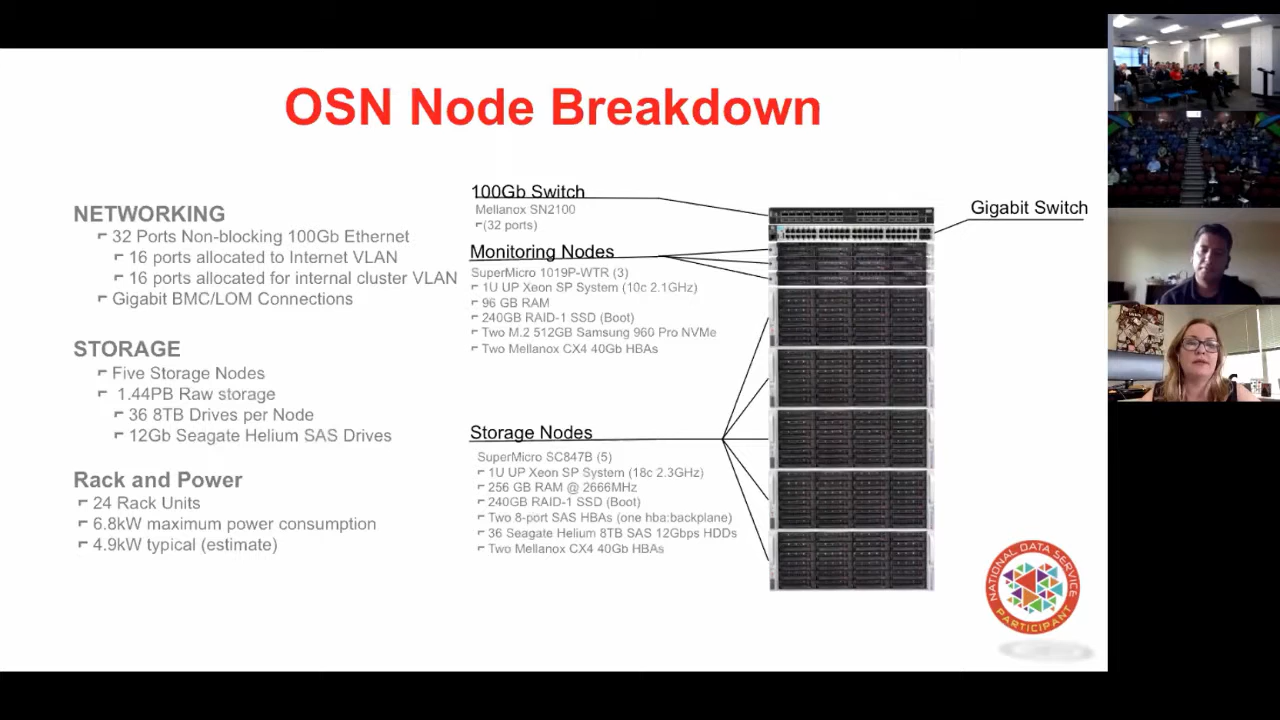 OSN Node Breakdown
NETWORKING
32 Ports Non-blocking 100Gb Ethernet
16 ports allocated to Internet VLAN
16 ports allocated for internal cluster VLAN
Gigabit BMC/LOM Connections
STORAGE
Five Storage Nodes
1.44PB Raw storage
36 8TB Drives per Node
12Gb Seagate Helium SAS Drives
Rack and Power
24 Rack Units
6.8kW maximum power consumption
4.9kW typical (estimate)
100Gb Switch
Mellanox SN2100
(32 ports)
Monitoring Nodes
SuperMicro 1019P-WTR (3)
1U UP Xeon SP System (10c 2.1GHz)
96 GB RAM
240GB RAID-1 SSD (Boot)
Two M.2 512GB Samsung 960 Pro NVMe
Two Mellanox CX4 40Gb HBAs
Storage Nodes
SuperMicro SC847B (5)
1U UP Xeon SP System (18c 2.3GHz)
256 GB RAM @ 2666MHz
240GB RAID-1 SSD (Boot)
Two 8-port SAS HBAs (one hba:backplane)
36 Seagate Helium 8TB SAS 12Gbps HDDs
Two Mellanox CX4 40Gb HBAs
Gigabit Switch
NATIONAL DATA SERVICE
PARTICIPANT